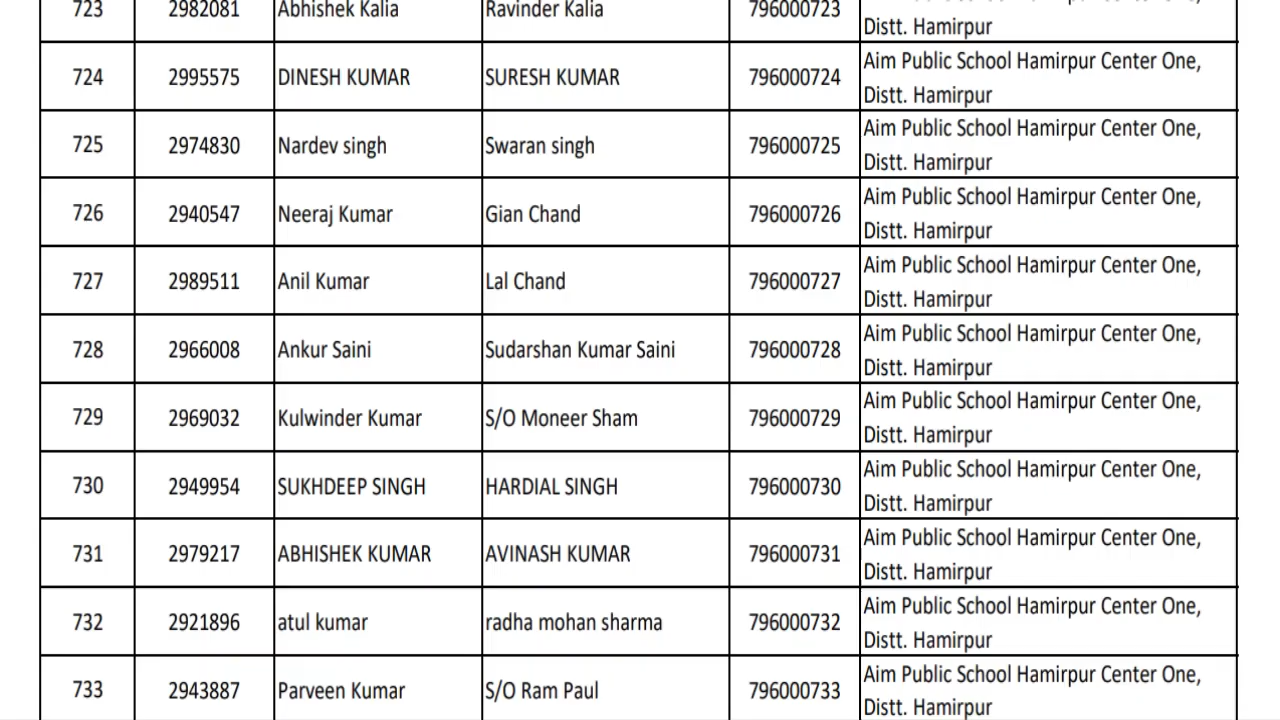 723 2982081 Abhishek Kalia Ravinder Kalia 796000723
Distt. Hamirpur
724 2995575 DINESH KUMAR SURESH KUMAR 796000724 Aim Public School Hamirpur Center One,
Distt. Hamirpur
725 2974830 Nardev singh Swaran singh 796000725 Aim Public School Hamirpur Center One,
Distt. Hamirpur
726 2940547 Neeraj Kumar Gian Chand 796000726 Aim Public School Hamirpur Center One,
Distt. Hamirpur
727 2989511 Anil Kumar Lal Chand 796000727 Aim Public School Hamirpur Center One,
Distt. Hamirpur
728 2966008 Ankur Saini Sudarshan Kumar Saini 796000728 Aim Public School Hamirpur Center One,
Distt. Hamirpur
729 2969032 Kulwinder Kumar S/O Moneer Sham 796000729 Aim Public School Hamirpur Center One,
Distt. Hamirpur
730 2949954 SUKHDEEP SINGH HARDIAL SINGH 796000730 Aim Public School Hamirpur Center One,
Distt. Hamirpur
731 2979217 ABHISHEK KUMAR AVINASH KUMAR 796000731 Aim Public School Hamirpur Center One,
Distt. Hamirpur
732 2921896 atul kumar radha mohan sharma 796000732 Aim Public School Hamirpur Center One,
Distt. Hamirpur
733 2943887 Parveen Kumar S/O Ram Paul 796000733 Aim Public School Hamirpur Center One,
Distt. Hamirpur